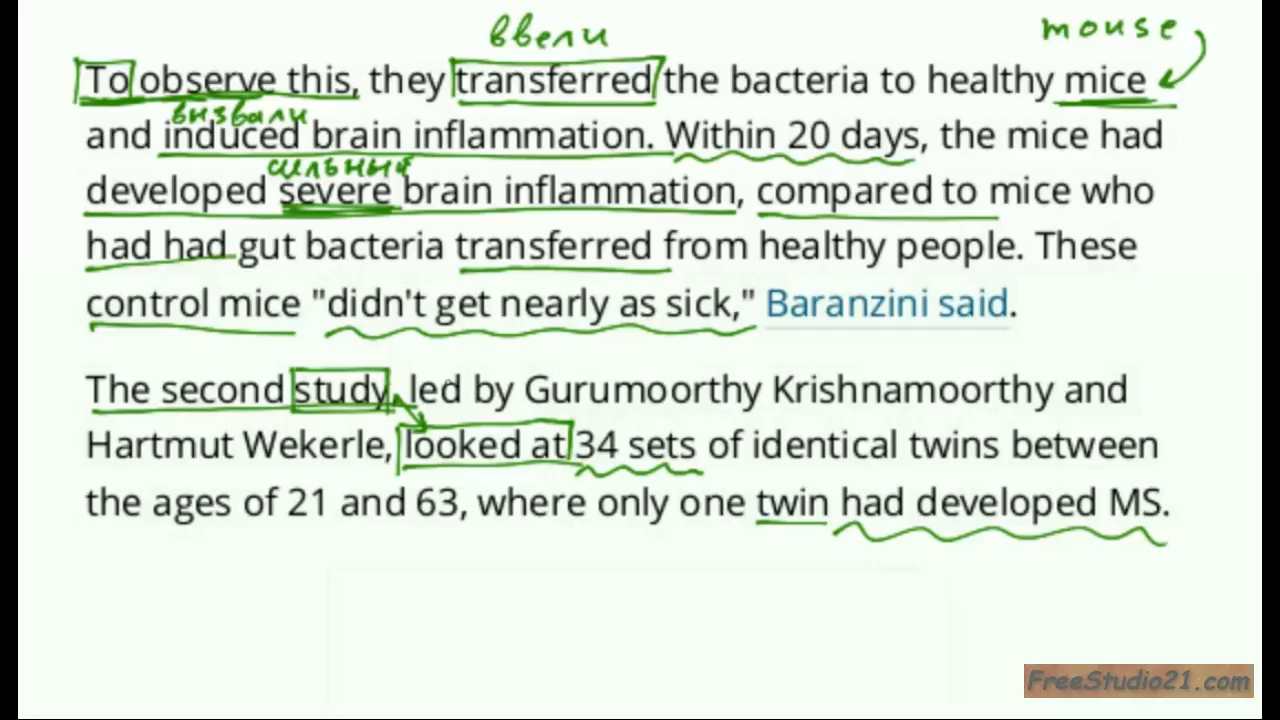 ввели
mouse
To observe this, they transferred the bacteria to healthy mice
визвали
and induced brain inflammation. Within 20 days, the mice had
сильный
developed severe brain inflammation, compared to mice who
had had gut bacteria transferred from healthy people. These
control mice "didn't get nearly as sick," Baranzini said.
The second study, led by Gurumoorthy Krishnamoorthy and
Hartmut Wekerle, looked at 34 sets of identical twins between
the ages of 21 and 63, where only one twin had developed MS.
FreeStudio21.com